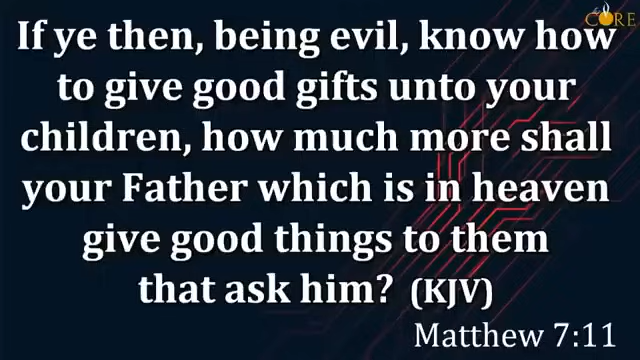 CORE
If ye then, being evil, know how
to give good gifts unto your
children, how much more shall
your Father which is in heaven
give good things to them
that ask him? (KJV)
Matthew 7:11